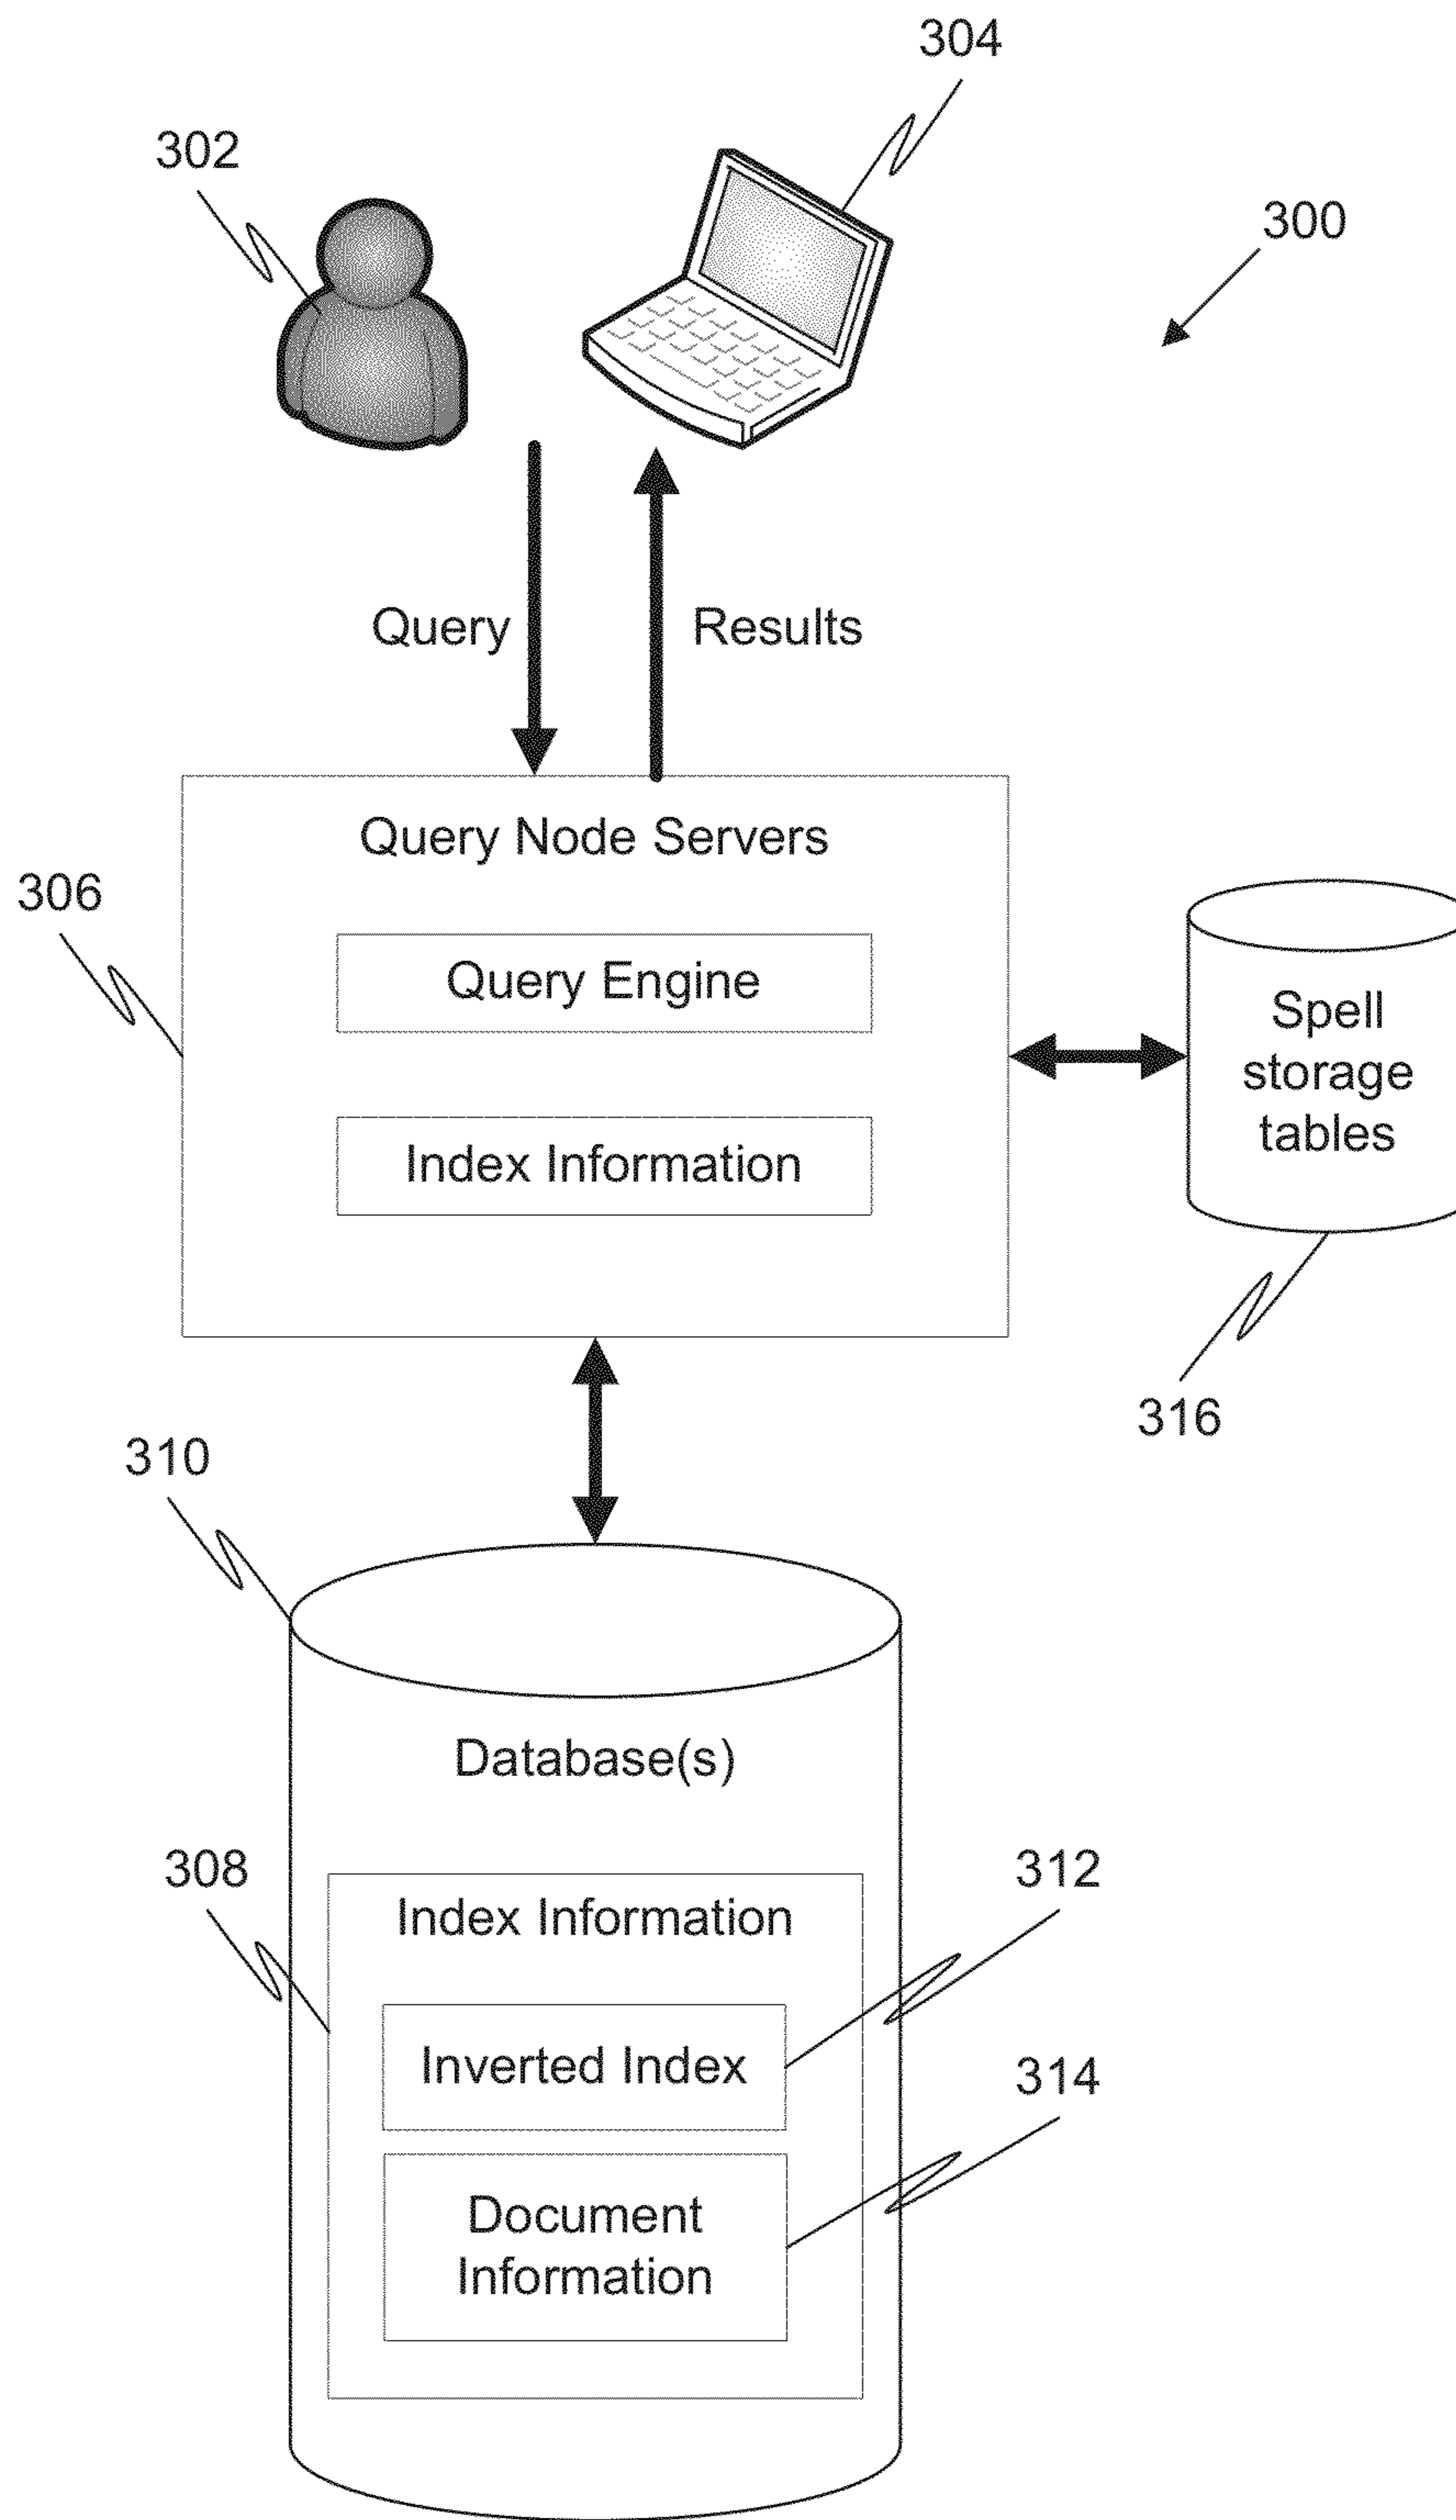 304
302
300
Query
Results
Query Node Servers
306
Query Engine
Spell
storage
tables
Index Information
316
310
Database(s)
308
312
Index Information
Inverted Index
314
Document
Information